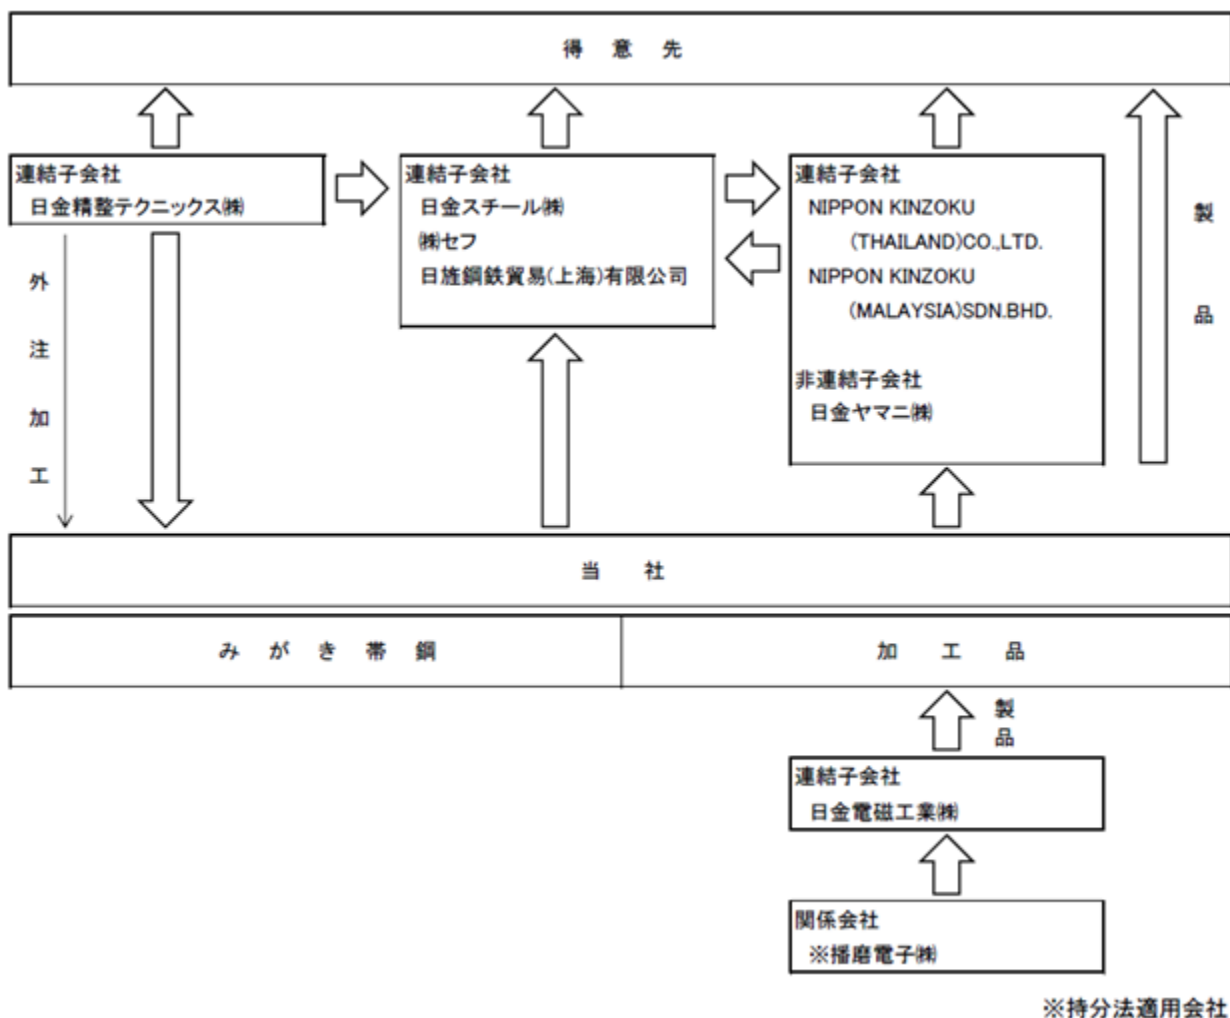 得意先
連結子会社
日金精整テクニックス㈱
連結子会社
日金スチール㈱
㈱セフ
日旌鋼鉄貿易(上海)有限公司
連結子会社
NIPPON KINZOKU
(THAILAND)CO.,LTD.
NIPPON KINZOKU
(MALAYSIA)SDN.BHD.
非連結子会社
日金ヤマニ㈱
製品
外注加工
当社
みがき帯鋼
加工品
製品
連結子会社
日金電磁工業㈱
関係会社
※播磨電子㈱
※持分法適用会社